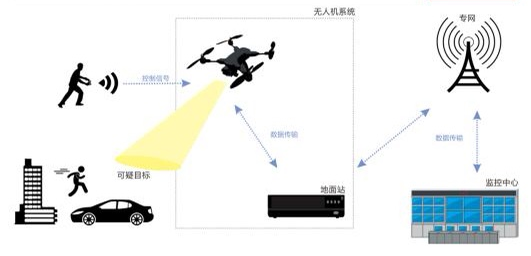 无人机系统
专网
控制信号
数据传输
数据传输
可疑目标
地面站
监控中心